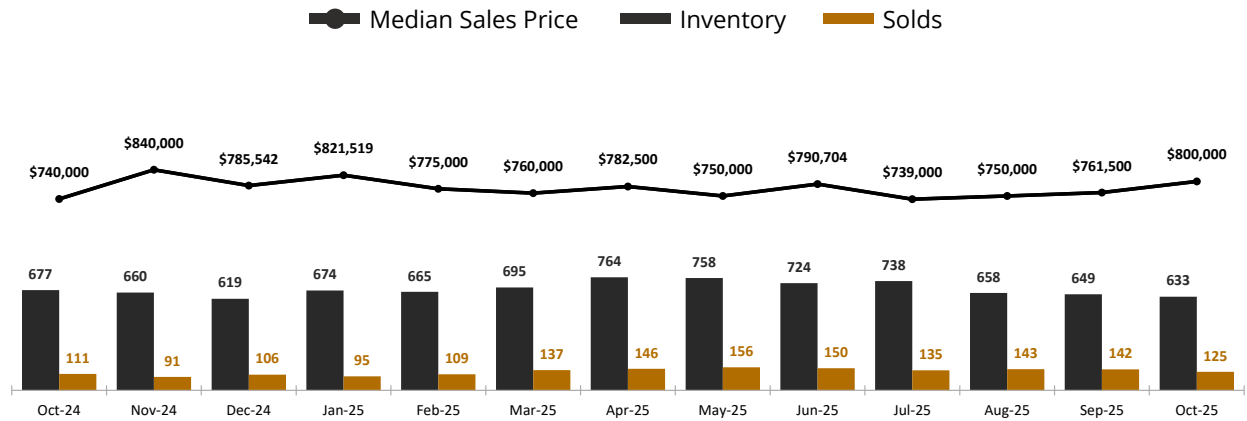 Median Sales Price Inventory Solds
$740,000 $840,000 $785,542 $821,519 $775,000 $760,000 $782,500 $750,000 $790,704 $739,000 $750,000 $761,500 $800,000
677 660 619 674 665 695 764 758 724 738 658 649 633
111 91 106 95 109 137 146 156 150 135 143 142 125
Oct-24 Nov-24 Dec-24 Jan-25 Feb-25 Mar-25 Apr-25 May-25 Jun-25 Jul-25 Aug-25 Sep-25 Oct-25